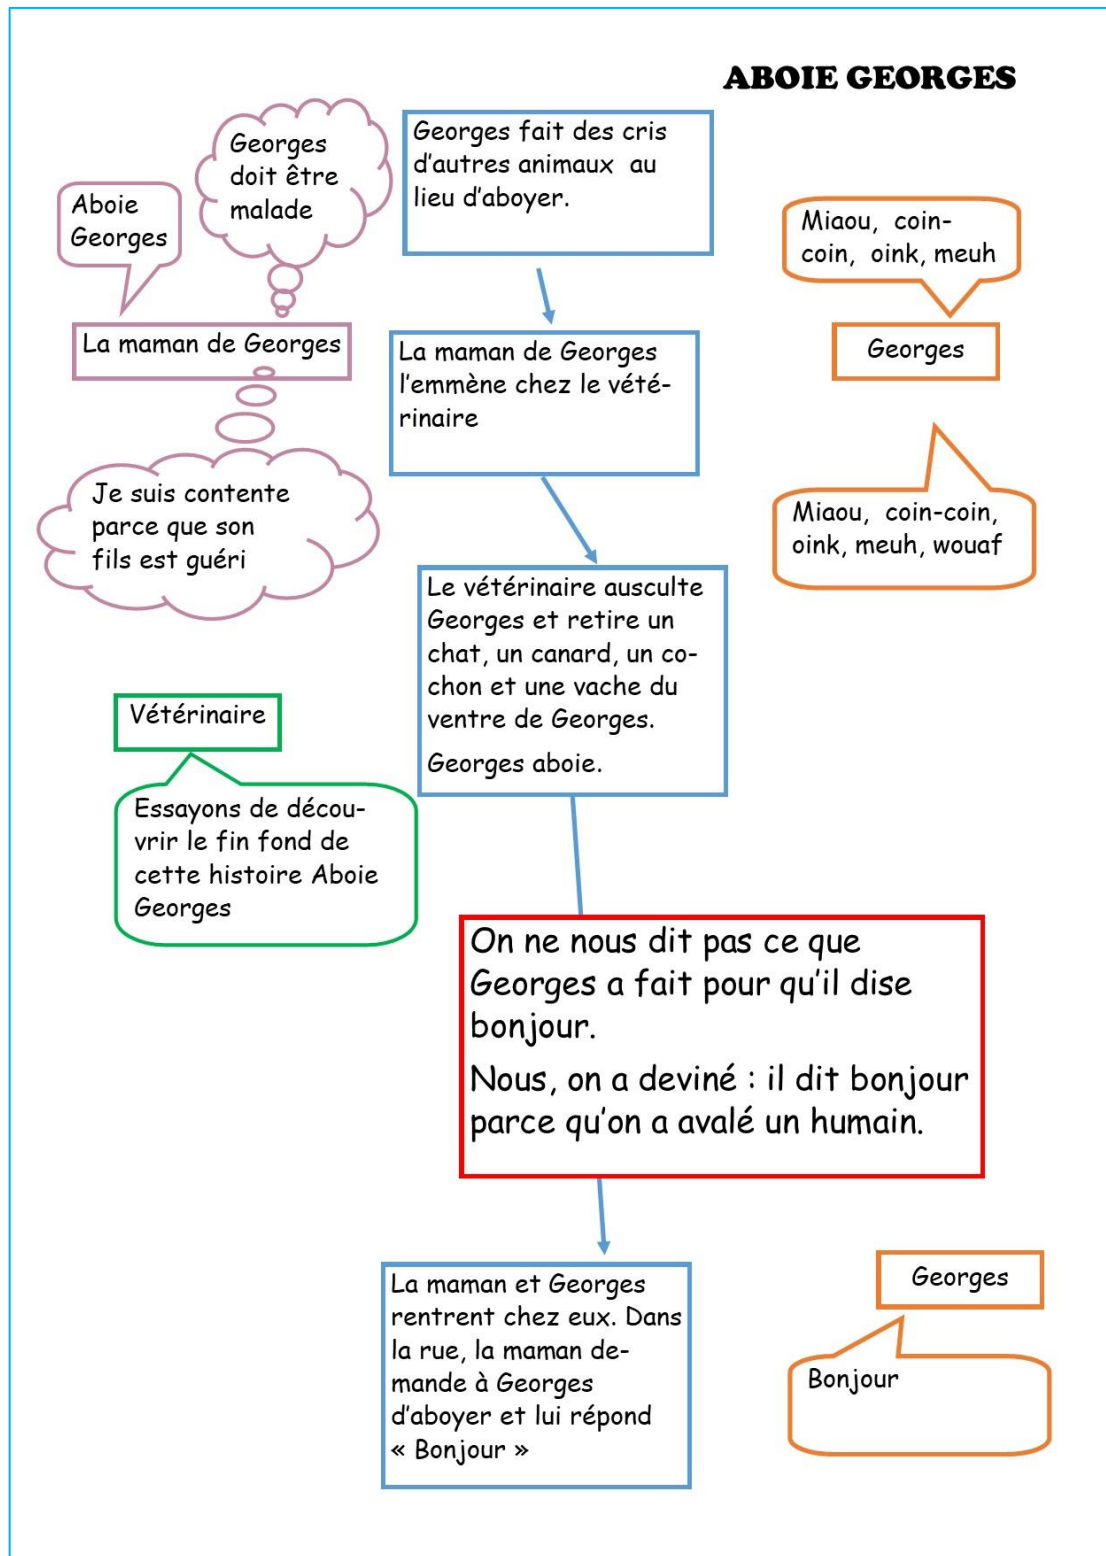 ABOIE GEORGES
Georges
doit être
malade
Aboie
Georges
La maman de Georges
Je suis contente
parce que son
fils est guéri
Georges fait des cris
d'autres animaux au
lieu d'aboyer.
Miaou, coin-
coin, oink, meuh
Georges
Miaou, coin-coin,
oink, meuh, wouaf
La maman de Georges
l'emmène chez le vété-
rinaire
Le vétérinaire ausculte
Georges et retire un
chat, un canard, un co-
chon et une vache du
ventre de Georges.
Georges aboie.
Vétérinaire
Essayons de décou-
vrir le fin fond de
cette histoire Aboie
Georges
On ne nous dit pas ce que
Georges a fait pour qu'il dise
bonjour.
Nous, on a deviné : il dit bonjour
parce qu'on a avalé un humain.
La maman et Georges
rentrent chez eux. Dans
la rue, la maman de-
mande à Georges
d'aboyer et lui répond
« Bonjour »
Georges
Bonjour